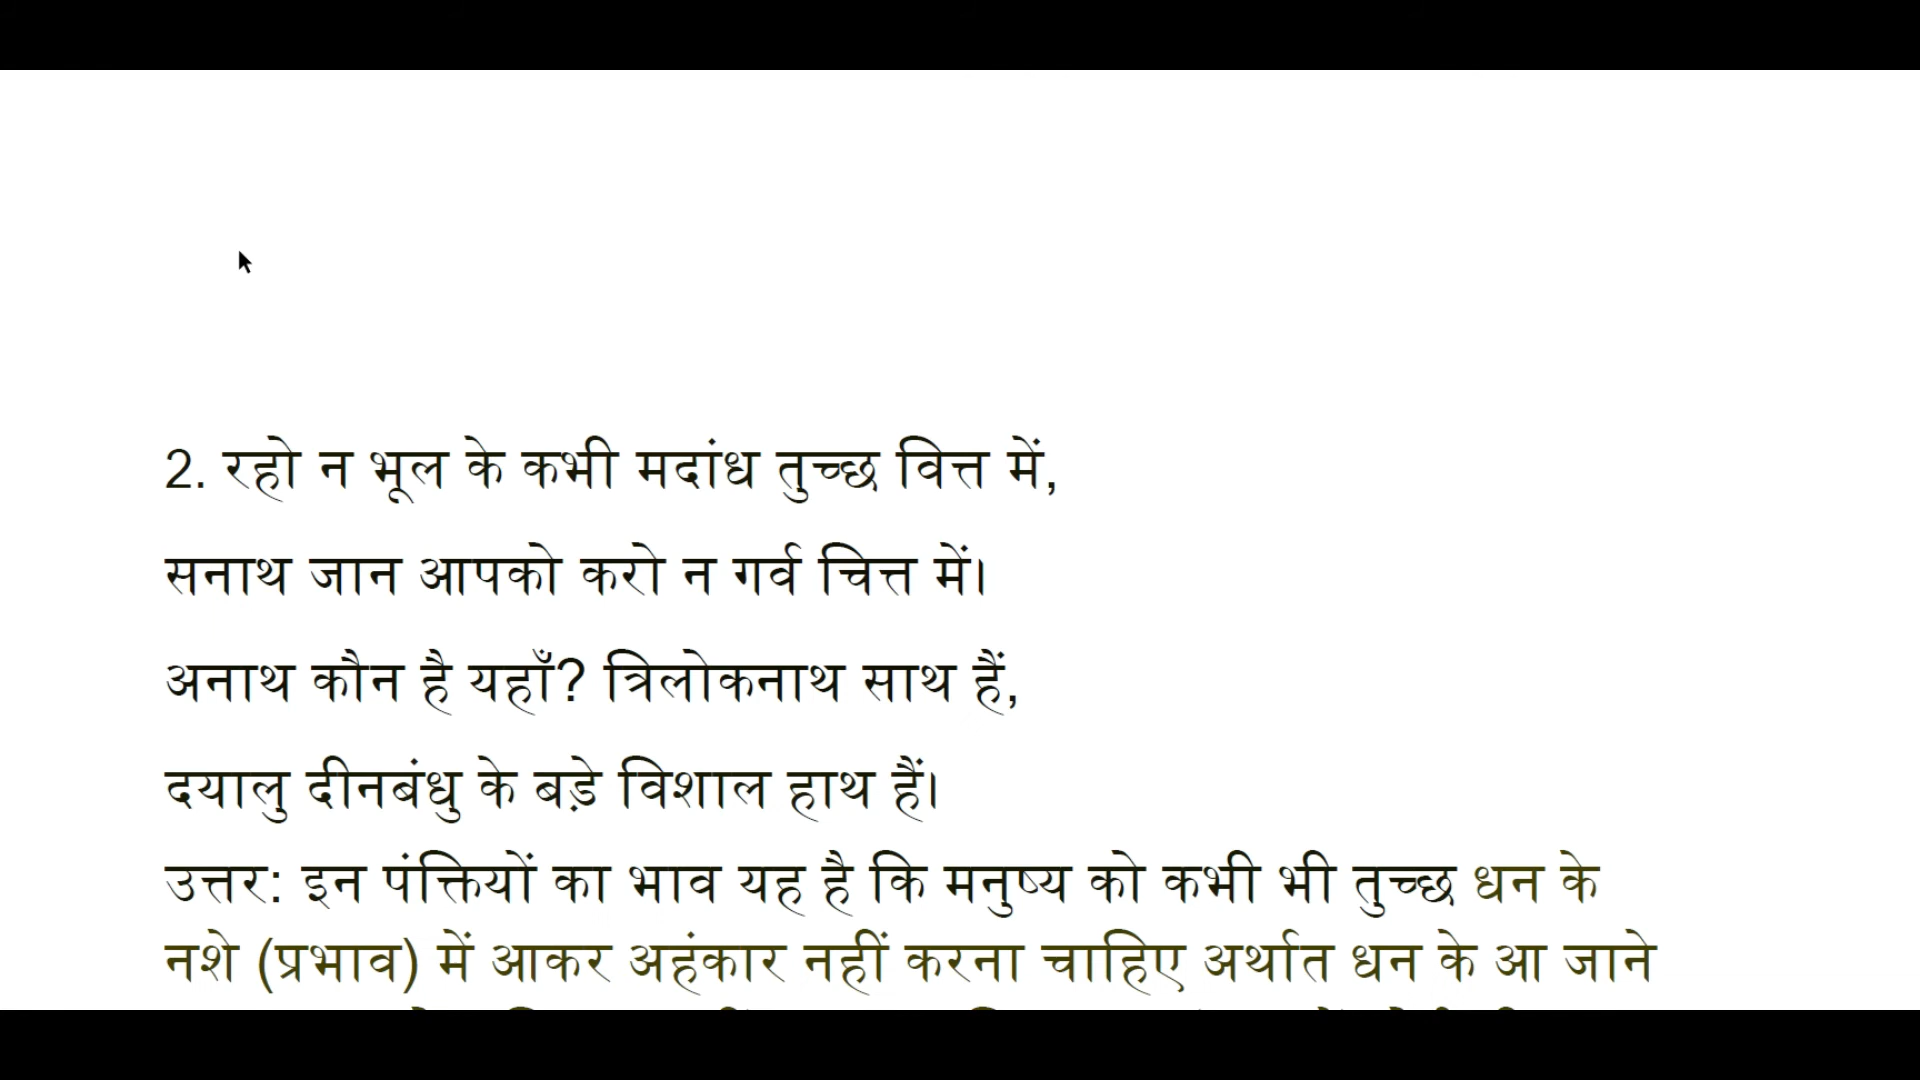 2. रहो न भूल के कभी मदांध तुच्छ वित्त में,
सनाथ जान आपको करो न गर्व चित्त में।
अनाथ कौन है यहाँ? त्रिलोकनाथ साथ हैं,
दयालु दीनबंधु के बड़े विशाल हाथ हैं।
उत्तर: इन पंक्तियों का भाव यह है कि मनुष्य को कभी भी तुच्छ धन के
नशे (प्रभाव) में आकर अहंकार नहीं करना चाहिए अर्थात धन के आ जाने